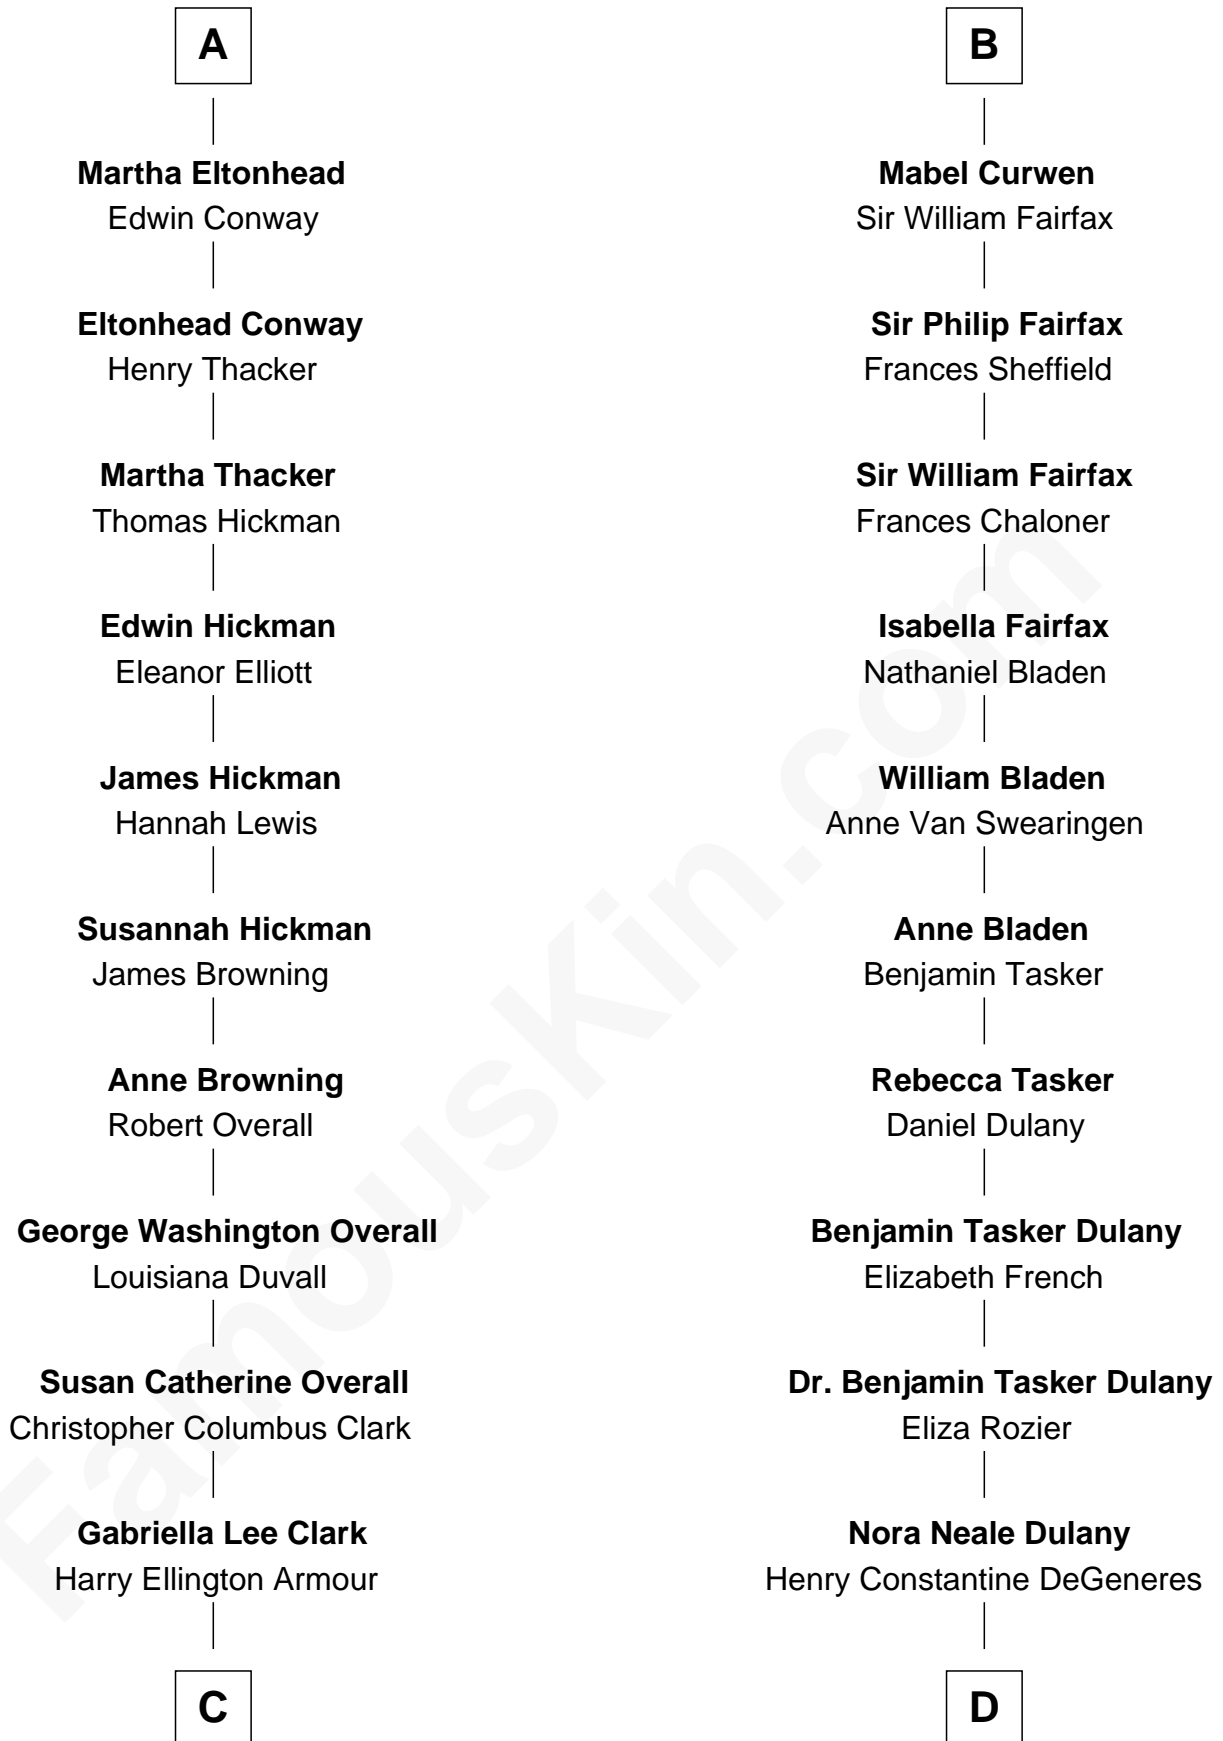 A
Martha Eltonhead
Edwin Conway
Eltonhead Conway
Henry Thacker
Martha Thacker
Thomas Hickman
Edwin Hickman
Eleanor Elliott
James Hickman
Hannah Lewis
Susannah Hickman
James Browning
Anne Browning
Robert Overall
George Washington Overall
Louisiana Duvall
Susan Catherine Overall
Christopher Columbus Clark
Gabriella Lee Clark
Harry Ellington Armour
C
B
Mabel Curwen
Sir William Fairfax
Sir Philip Fairfax
Frances Sheffield
Sir William Fairfax
Frances Chaloner
Isabella Fairfax
Nathaniel Bladen
William Bladen
Anne Van Swearingen
Anne Bladen
Benjamin Tasker
Rebecca Tasker
Daniel Dulany
Benjamin Tasker Dulany
Elizabeth French
Dr. Benjamin Tasker Dulany
Eliza Rozier
Nora Neale Dulany
Henry Constantine DeGeneres
D
FamousKin.com